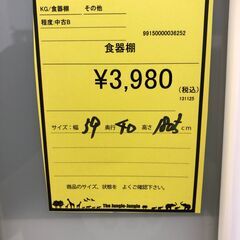 KG/食器棚 その他
程度:中古B
99150000038252
食器棚
¥3,980
(税込)
131125
サイズ:幅 59 奥行 40 高さ cm
商品のサイズ、状態を よくご確認下さい。
The Jungle-Jungle